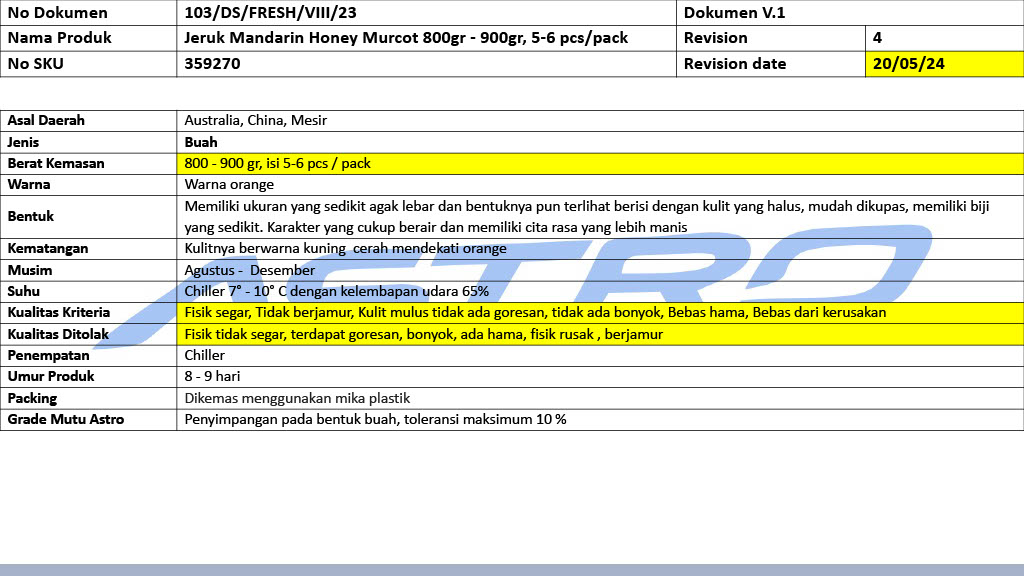 No Dokumen 103/DS/FRESH/VIII/23 Dokumen V.1
Nama Produk Jeruk Mandarin Honey Murcot 800gr - 900gr, 5-6 pcs/pack Revision 4
No SKU 359270 Revision date 20/05/24
Asal Daerah Australia, China, Mesir
Jenis Buah
Berat Kemasan 800 - 900 gr, isi 5-6 pcs / pack
Warna Warna orange
Bentuk Memiliki ukuran yang sedikit agak lebar dan bentuknya pun terlihat berisi dengan kulit yang halus, mudah dikupas, memiliki biji
yang sedikit. Karakter yang cukup berair dan memiliki cita rasa yang lebih manis
Kematangan Kulitnya berwarna kuning cerah mendekati orange
Musim Agustus - Desember
Suhu Chiller 7° - 10° C dengan kelembapan udara 65%
Kualitas Kriteria Fisik segar, Tidak berjamur, Kulit mulus tidak ada goresan, tidak ada bonyok, Bebas hama, Bebas dari kerusakan
Kualitas Ditolak Fisik tidak segar, terdapat goresan, bonyok, ada hama, fisik rusak , berjamur
Penempatan Chiller
Umur Produk 8 - 9 hari
Packing Dikemas menggunakan mika plastik
Grade Mutu Astro Penyimpangan pada bentuk buah, toleransi maksimum 10 %
ASTRO